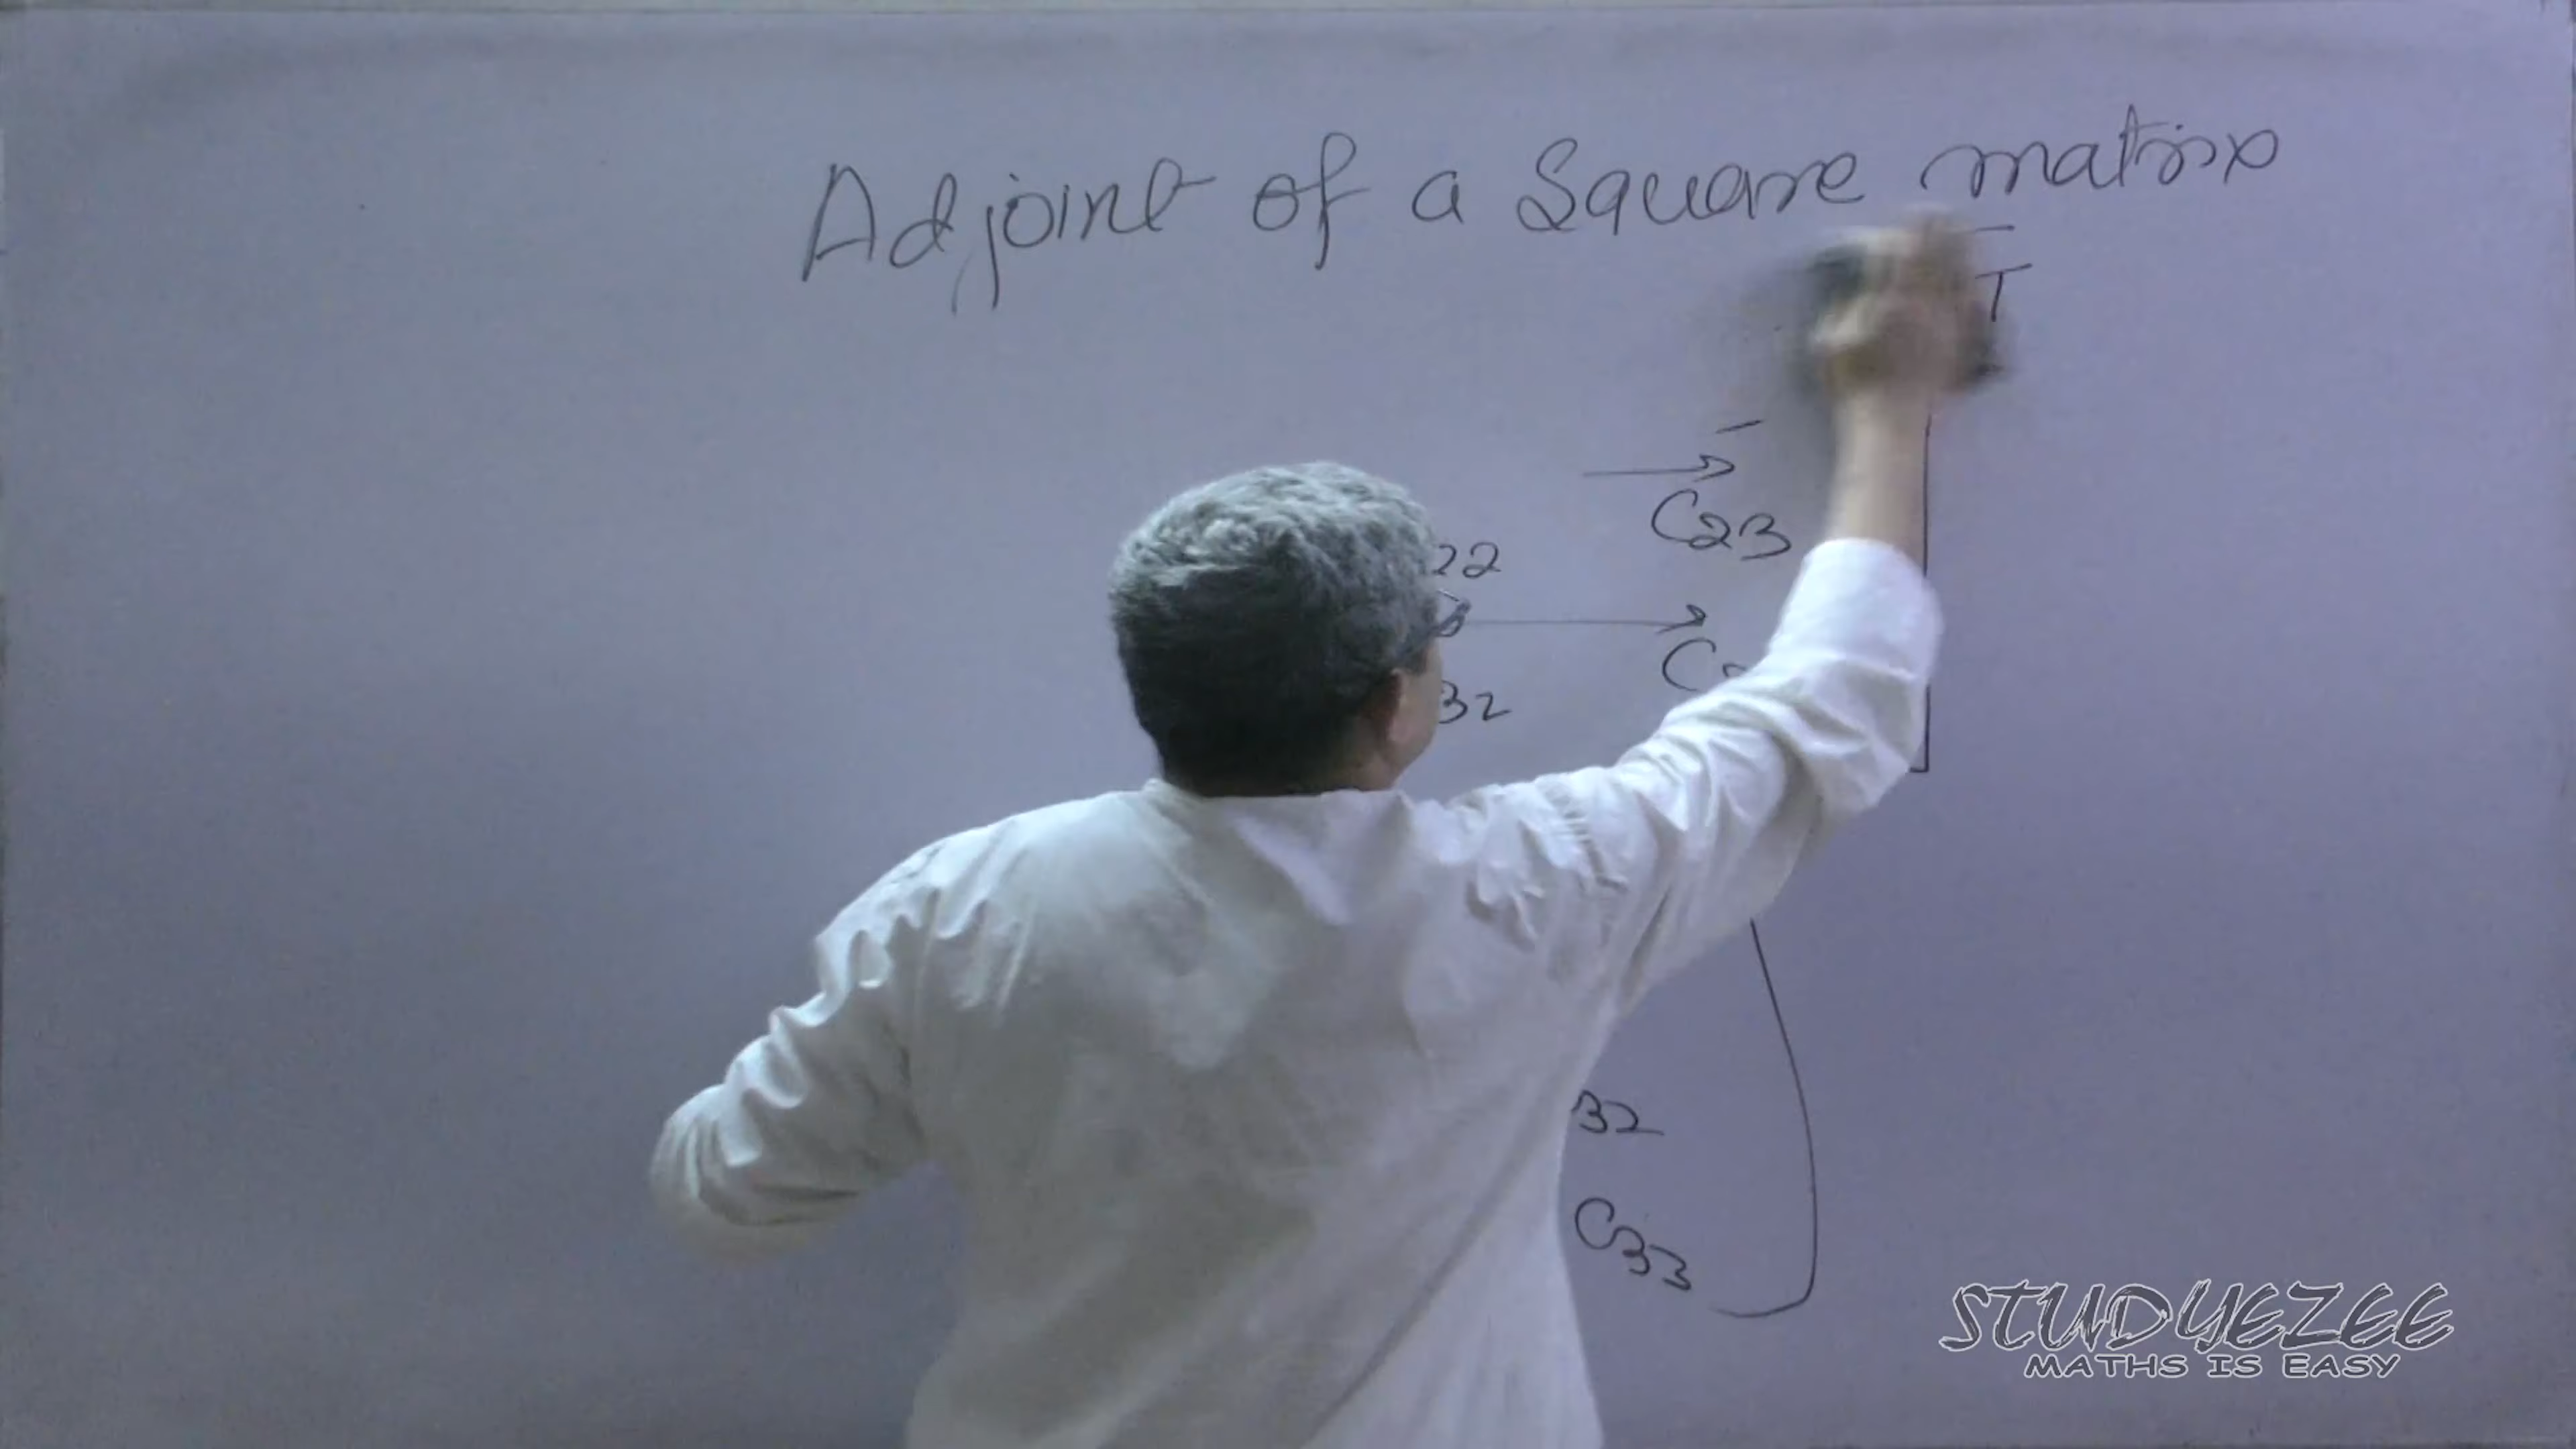 Adjoint of a Square matrix
T
C23
22
32
32
C33
STUDYEZEE
MATHS IS EASY